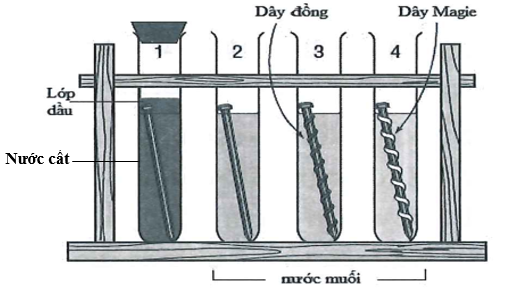 Dây đồng
Dây Magie
1
2
3
4
Lớp
dầu
Nước cất
nước muối